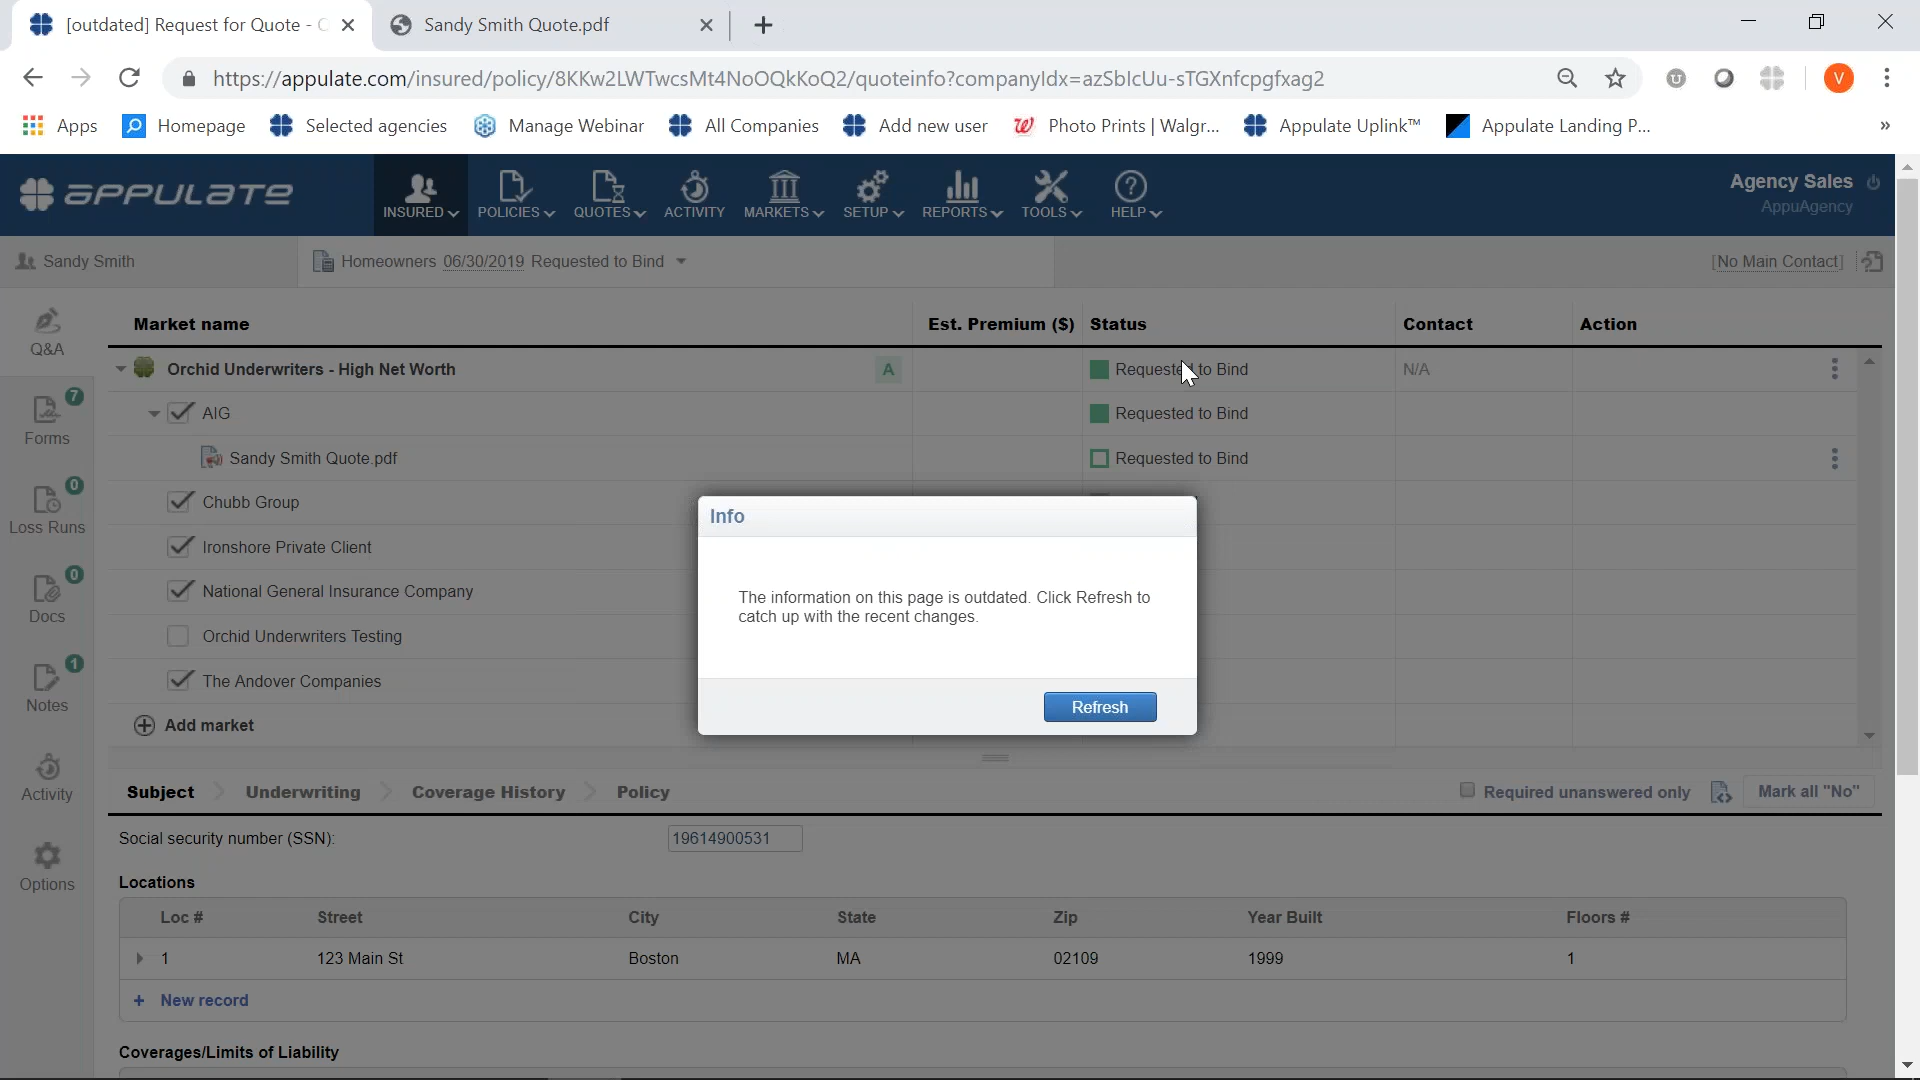 [outdated] Request for Quote -
Sandy Smith Quote.pdf
https://appulate.com/insured/policy/8KKw2LWTwcsMt4NoOQkKoQ2/quoteinfo?companyIdx=azSblcUu-sTGXnfcpgfxag2
V
Apps
Homepage
Selected agencies
Manage Webinar
All Companies
Add new user
Photo Prints | Walgr...
Appulate Uplink™
Appulate Landing P...
»
APPULATE
INSURED
POLICIES
QUOTES
ACTIVITY
MARKETS
SETUP
REPORTS
TOOLS
HELP
Agency Sales
AppuAgency
Sandy Smith
Homeowners 06/30/2019 Requested to Bind
[No Main Contact]
Q&A
7
Forms
0
Loss Runs
0
Docs
1
Notes
Activity
Options
Market name Est. Premium ($) Status Contact Action
Orchid Underwriters - High Net Worth A Requested to Bind N/A
AIG Requested to Bind
Sandy Smith Quote.pdf Requested to Bind
Chubb Group
Ironshore Private Client
National General Insurance Company
Orchid Underwriters Testing
The Andover Companies
Add market
Info
The information on this page is outdated. Click Refresh to
catch up with the recent changes.
Refresh
Subject Underwriting Coverage History Policy Required unanswered only Mark all "No"
Social security number (SSN): 19614900531
Locations
Loc # Street City State Zip Year Built Floors #
1 123 Main St Boston MA 02109 1999 1
+ New record
Coverages/Limits of Liability